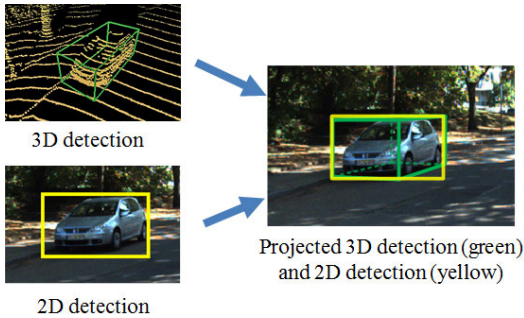 3D detection
2D detection
Projected 3D detection (green)
and 2D detection (yellow)